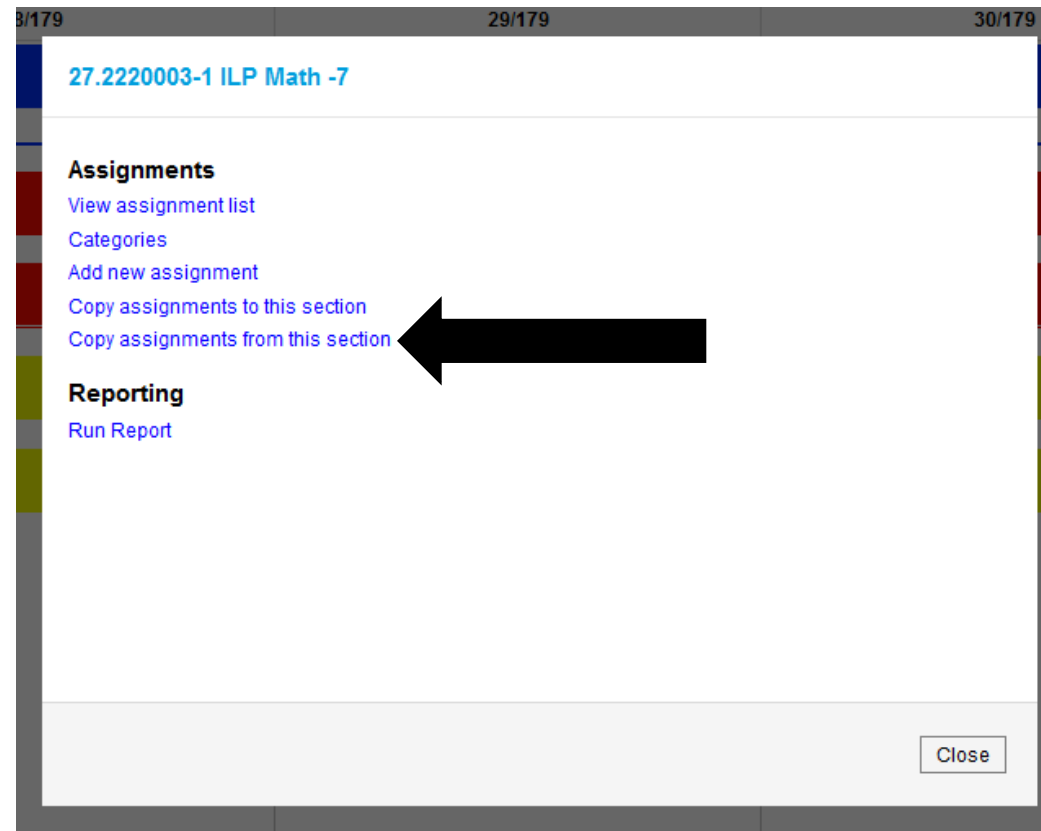 8/179 29/179 30/179
27.2220003-1 ILP Math -7
Assignments
View assignment list
Categories
Add new assignment
Copy assignments to this section
Copy assignments from this section
Reporting
Run Report
Close